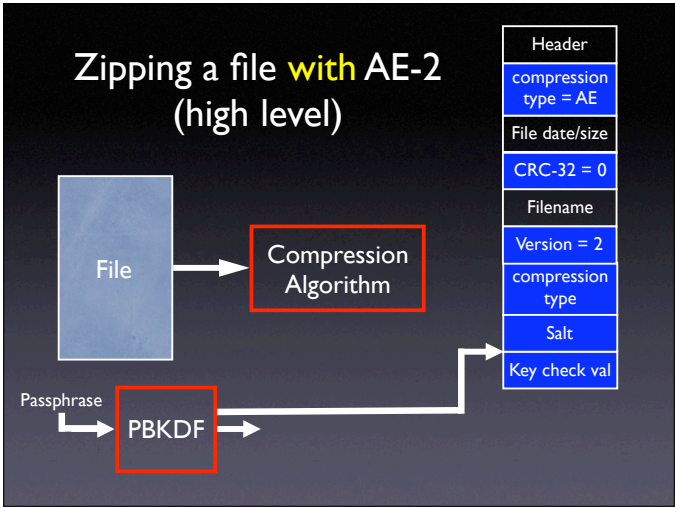 Zipping a file with AE-2
(high level)
File
Compression
Algorithm
Passphrase
PBKDF
Header
compression
type = AE
File date/size
CRC-32 = 0
Filename
Version = 2
compression
type
Salt
Key check val